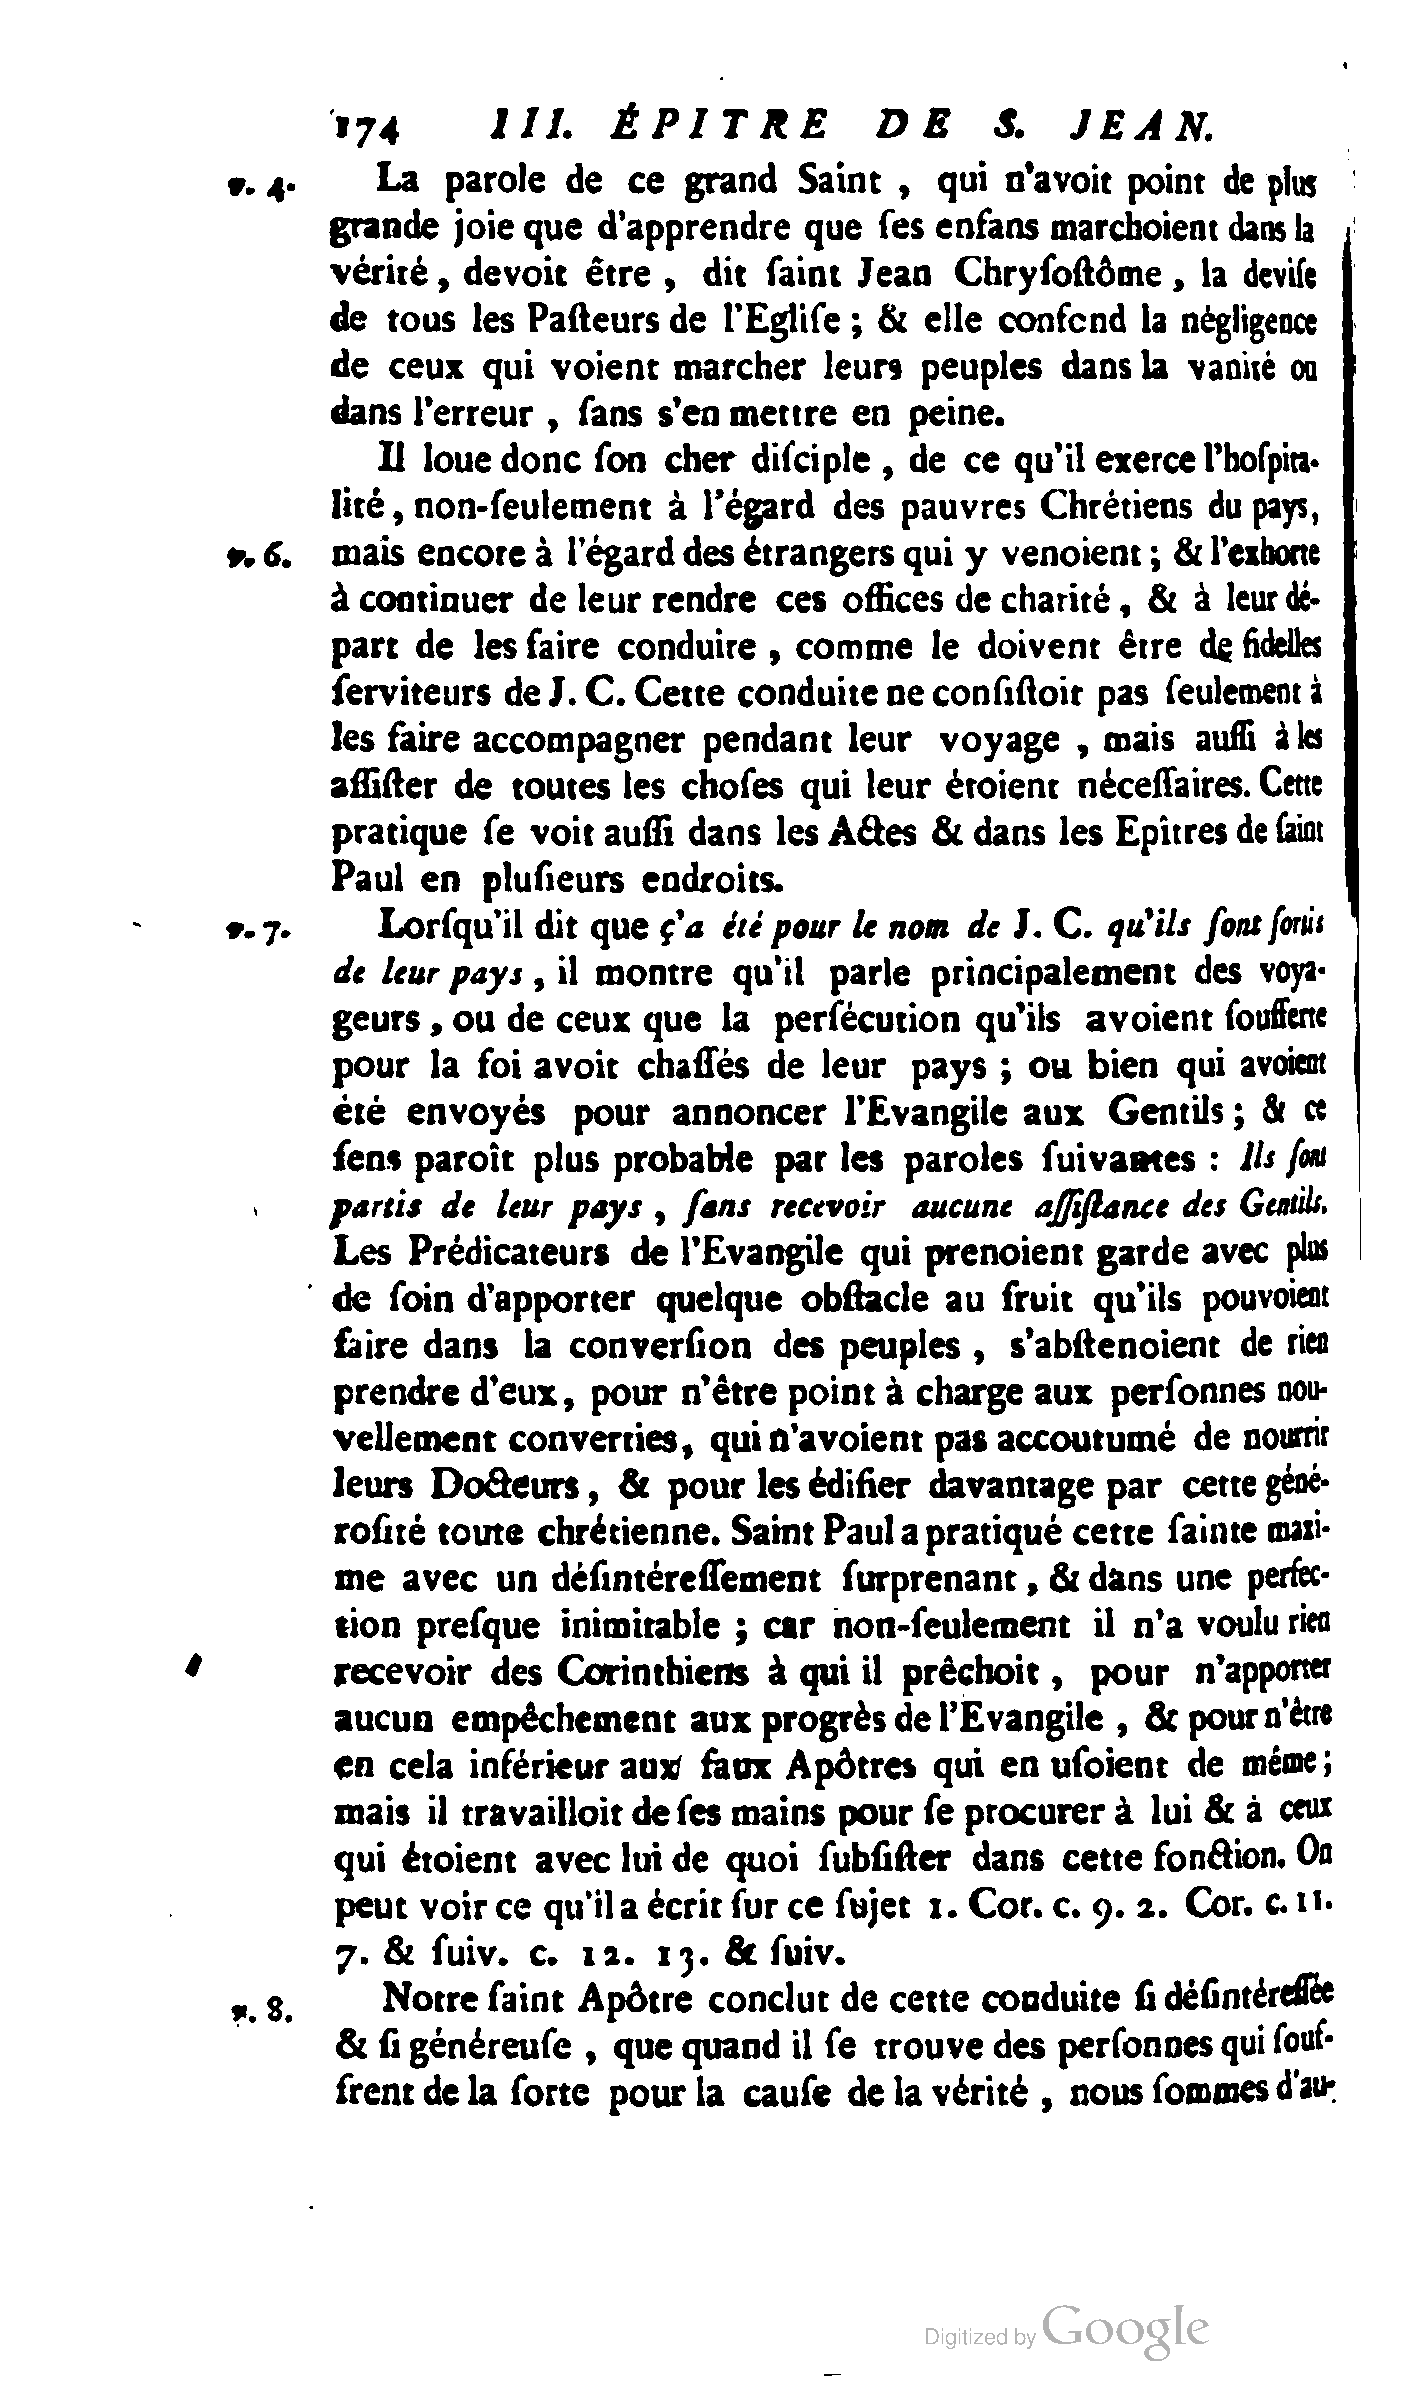 174 III. ÉPITRE DE S. JEAN.
v. 4. La parole de ce grand Saint , qui n'avoit point de plus
grande joie que d'apprendre que ſes enfans marchoient dans la
vérité , devoit être , dit ſaint Jean Chryſoſtôme , la deviſe
de tous les Paſteurs de l'Egliſe ; & elle confond la négligence
de ceux qui voient marcher leurs peuples dans la vanité ou
dans l'erreur , ſans s'en mettre en peine.
Il loue donc ſon cher diſciple , de ce qu'il exerce l'hoſpita-
lité , non-ſeulement à l'égard des pauvres Chrétiens du pays,
v. 6. mais encore à l'égard des étrangers qui y venoient ; & l'exhorte
à continuer de leur rendre ces offices de charité , & à leur dé-
part de les faire conduire , comme le doivent être de fidelles
ſerviteurs de J. C. Cette conduite ne conſiſtoit pas ſeulement à
les faire accompagner pendant leur voyage , mais auſſi à les
aſſiſter de toutes les choſes qui leur étoient néceſſaires. Cette
pratique ſe voit auſſi dans les Actes & dans les Epîtres de ſaint
Paul en pluſieurs endroits.
v. 7. Lorſqu'il dit que ç'a été pour le nom de J. C. qu'ils ſont ſortis
de leur pays , il montre qu'il parle principalement des voya-
geurs , ou de ceux que la perſécution qu'ils avoient ſoufferte
pour la foi avoit chaſſés de leur pays ; ou bien qui avoient
été envoyés pour annoncer l'Evangile aux Gentils ; & ce
ſens paroît plus probable par les paroles ſuivantes : Ils ſont
partis de leur pays , ſans recevoir aucune aſſiſtance des Gentils.
Les Prédicateurs de l'Evangile qui prenoient garde avec plus
de ſoin d'apporter quelque obſtacle au fruit qu'ils pouvoient
faire dans la converſion des peuples , s'abſtenoient de rien
prendre d'eux, pour n'être point à charge aux perſonnes nou-
vellement converties, qui n'avoient pas accoutumé de nourrir
leurs Docteurs, & pour les édifier davantage par cette géné-
roſité toute chrétienne. Saint Paul a pratiqué cette ſainte maxi-
me avec un déſintéreſſement ſurprenant , & dans une perfec-
tion preſque inimitable ; car non-ſeulement il n'a voulu rien
recevoir des Corinthiens à qui il prêchoit , pour n'apporter
aucun empêchement aux progrès de l'Evangile , & pour n'être
en cela inférieur aux faux Apôtres qui en uſoient de même ;
mais il travailloit de ſes mains pour ſe procurer à lui & à ceux
qui étoient avec lui de quoi ſubſiſter dans cette fonction. On
peut voir ce qu'il a écrit ſur ce ſujet 1. Cor. c. 9. 2. Cor. c. 11.
7. & ſuiv. c. 12. 13. & ſuiv.
v. 8. Notre ſaint Apôtre conclut de cette conduite ſi déſintéreſſée
& ſi généreuſe , que quand il ſe trouve des perſonnes qui ſouf-
frent de la ſorte pour la cauſe de la vérité , nous ſommes d'au-
Digitized by Google